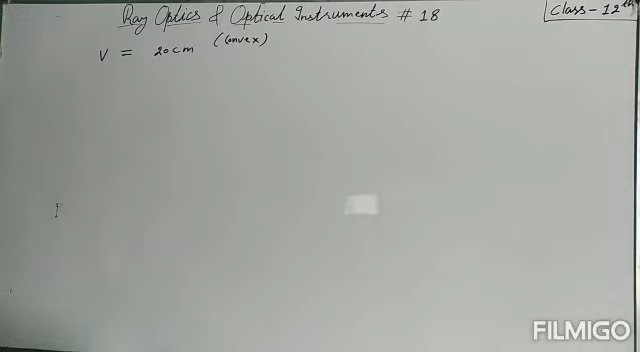 Ray Optics & Optical Instruments # 18
Class - 12th
V = 20cm (convex)
FILMIGO